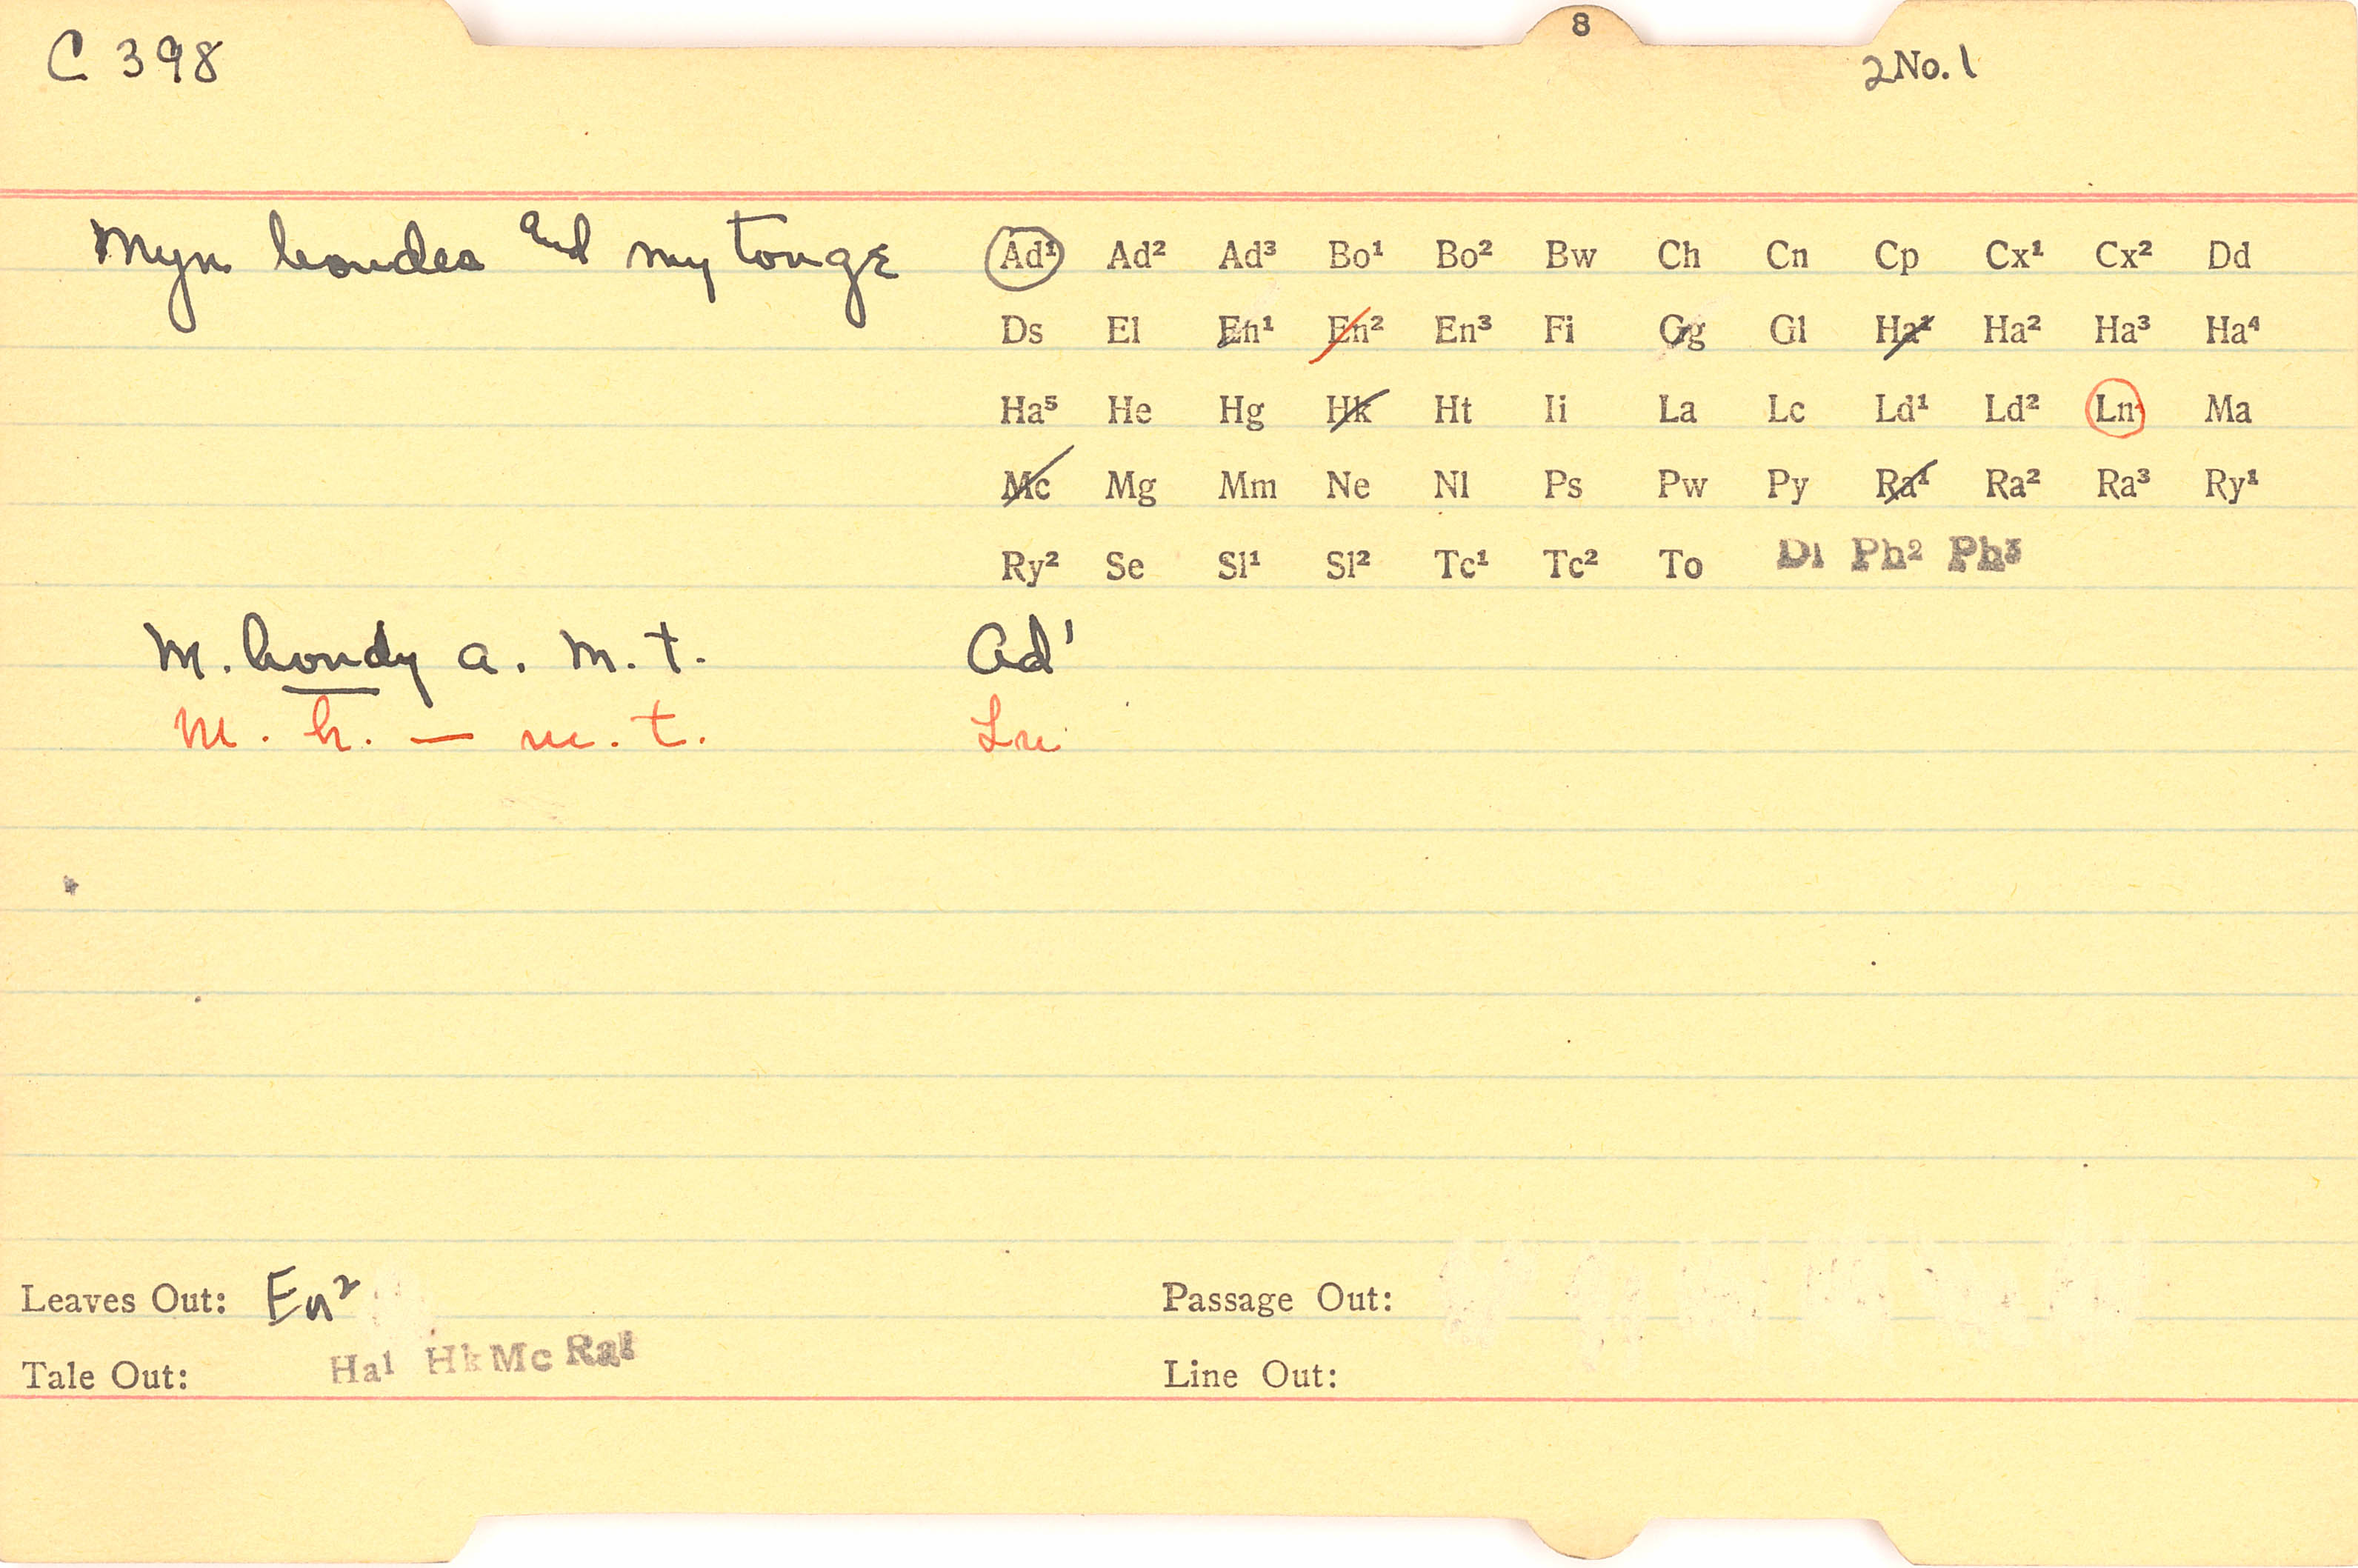 8
C 398
2No. 1
Myn hondes and my tonge
Ad¹ Ad² Ad³ Bo¹ Bo² Bw Ch Cn Cp Cx¹ Cx² Dd
Ds El En¹ En² En³ Fi Gg Gl Ha¹ Ha² Ha³ Ha⁴
Ha⁵ He Hg Hk Ht Ii La Lc Ld¹ Ld² Ln Ma
Mc Mg Mm Ne Nl Ps Pw Py Ra¹ Ra² Ra³ Ry¹
Ry² Se Sl¹ Sl² Tc¹ Tc² To Dl Ph² Ph³
M. hondy a. m. t. Ad¹
M. h. — m. t. Ln
Leaves Out: En²
Passage Out:
Tale Out: Ha¹ Hk Mc Ra¹
Line Out: